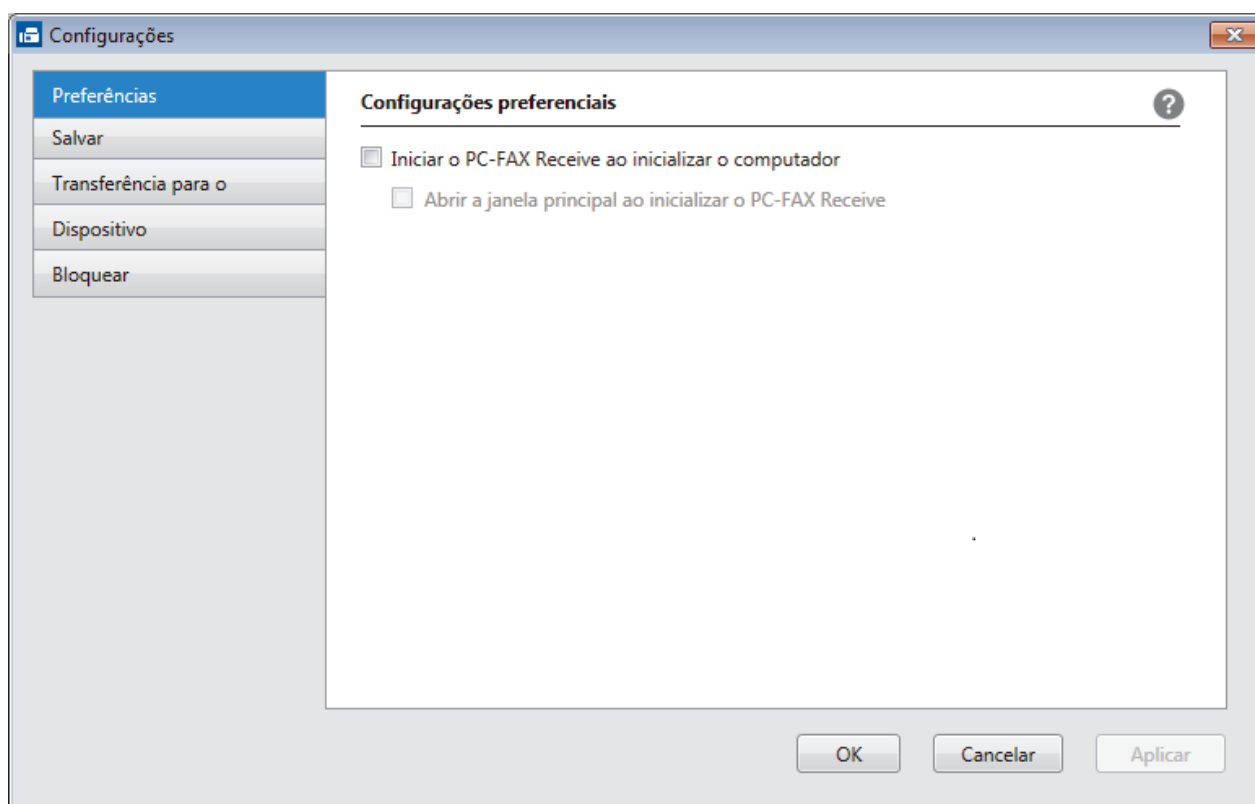 Configurações
Preferências
Salvar
Transferência para o
Dispositivo
Bloquear
Configurações preferenciais
?
Iniciar o PC-FAX Receive ao inicializar o computador
Abrir a janela principal ao inicializar o PC-FAX Receive
OK
Cancelar
Aplicar